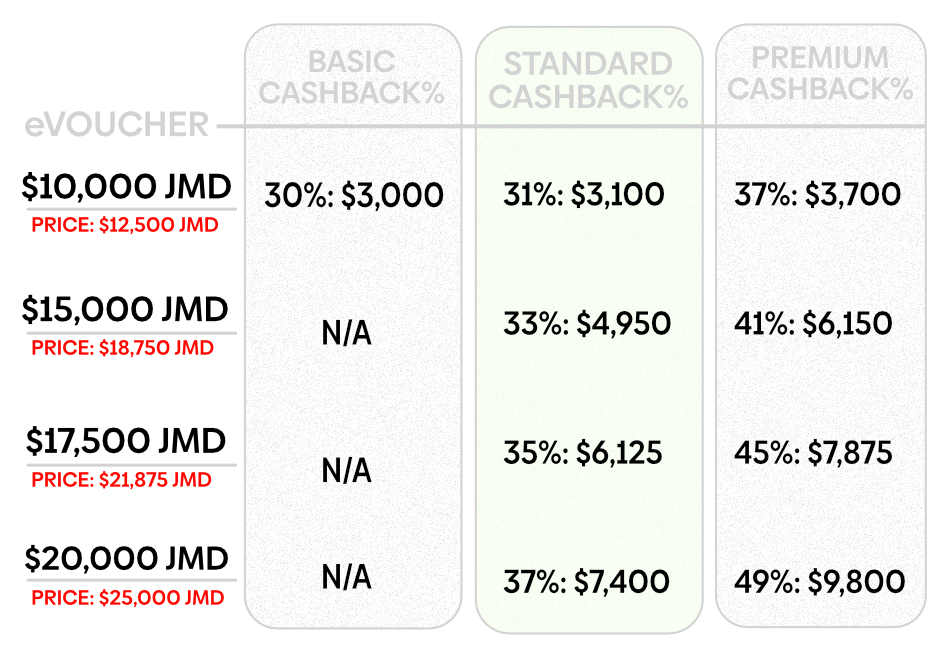 BASIC
CASHBACK%
STANDARD
CASHBACK%
PREMIUM
CASHBACK%
eVOUCHER
$10,000 JMD
PRICE: $12,500 JMD
30%: $3,000
31%: $3,100
37%: $3,700
$15,000 JMD
PRICE: $18,750 JMD
N/A
33%: $4,950
41%: $6,150
$17,500 JMD
PRICE: $21,875 JMD
N/A
35%: $6,125
45%: $7,875
$20,000 JMD
PRICE: $25,000 JMD
N/A
37%: $7,400
49%: $9,800